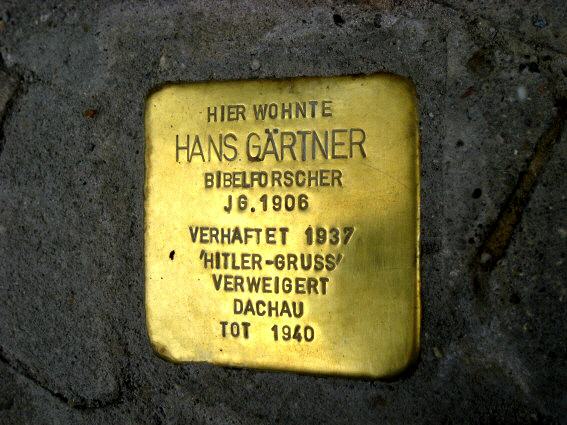 HIER WOHNTE
HANS GÄRTNER
BIBELFORSCHER
JG.1906
VERHAFTET 1937
'HITLER-GRUSS'
VERWEIGERT
DACHAU
TOT 1940